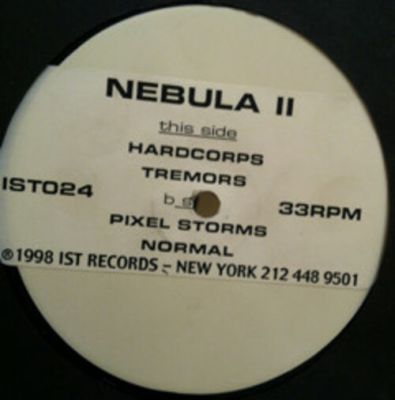 NEBULA II
this side
HARDCORPS
TREMORS
IST024
33RPM
PIXEL STORMS
NORMAL
®1998 IST RECORDS - NEW YORK 212 448 9501